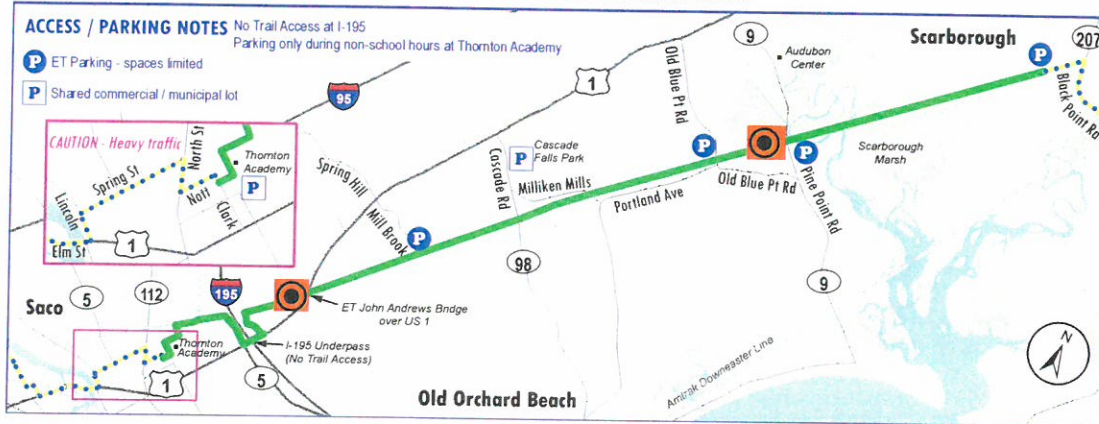 ACCESS / PARKING NOTES
No Trail Access at I-195
Parking only during non-school hours at Thornton Academy
P ET Parking - spaces limited
P Shared commercial / municipal lot
95
1
9
Audubon
Center
Scarborough
207
P
Black Point Rd
Old Blue Pt Rd
CAUTION - Heavy traffic
North St
Thornton
Academy
P
Spring St
Nott
Lincoln
Clark
1
Elm St
Spring Hill
Mill Brook
P
Cascade Rd
P
Cascade
Falls Park
Milliken Mills
Portland Ave
P
P
Old Blue Pt Rd
Pine Point Rd
Scarborough
Marsh
98
9
Saco
5
112
195
ET John Andrews Bridge
over US 1
Thornton
Academy
I-195 Underpass
(No Trail Access)
1
5
Old Orchard Beach
Amtrak Downeaster Line
N